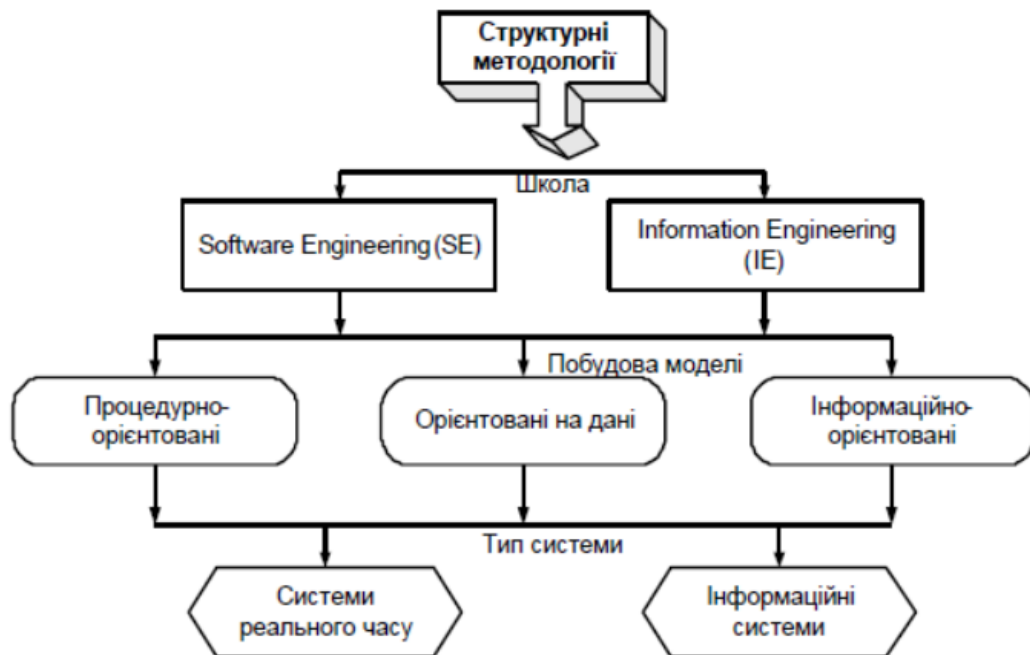 Структурні
методології
Школа
Software Engineering (SE)
Information Engineering
(IE)
Побудова моделі
Процедурно-
орієнтовані
Орієнтовані на дані
Інформаційно-
орієнтовані
Тип системи
Системи
реального часу
Інформаційні
системи